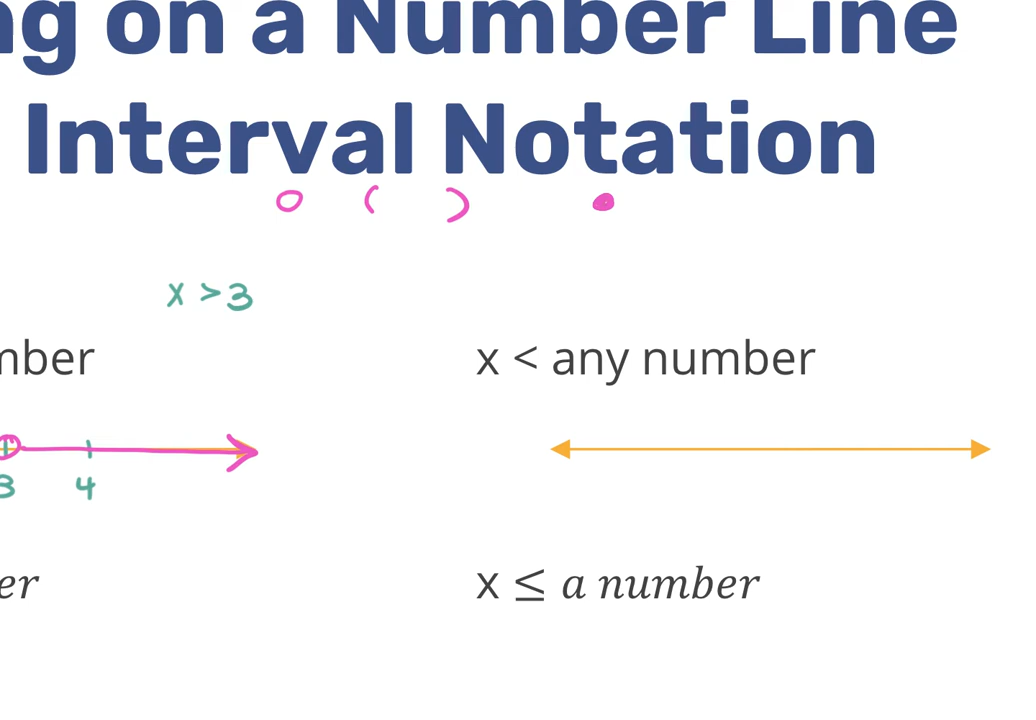 ng on a Number Line
Interval Notation
o ( ) •
x > 3
mber x < any number
3 4
er x ≤ a number